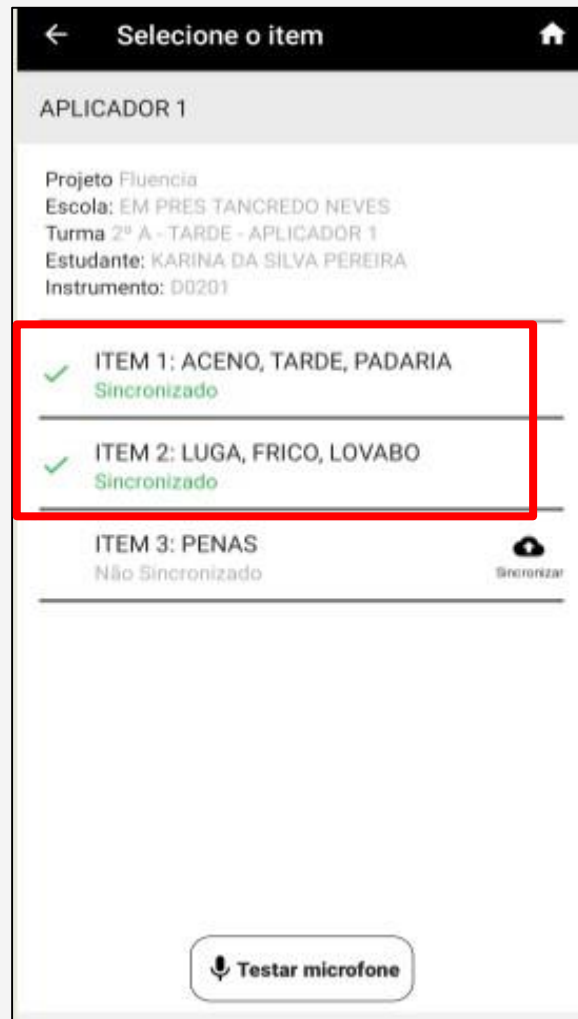 Selecione o item
APLICADOR 1
Projeto Fluencia
Escola: EM PRES TANCREDO NEVES
Turma 2º A - TARDE - APLICADOR 1
Estudante: KARINA DA SILVA PEREIRA
Instrumento: D0201
ITEM 1: ACENO, TARDE, PADARIA
Sincronizado
ITEM 2: LUGA, FRICO, LOVABO
Sincronizado
ITEM 3: PENAS
Não Sincronizado
Sincronizar
Testar microfone